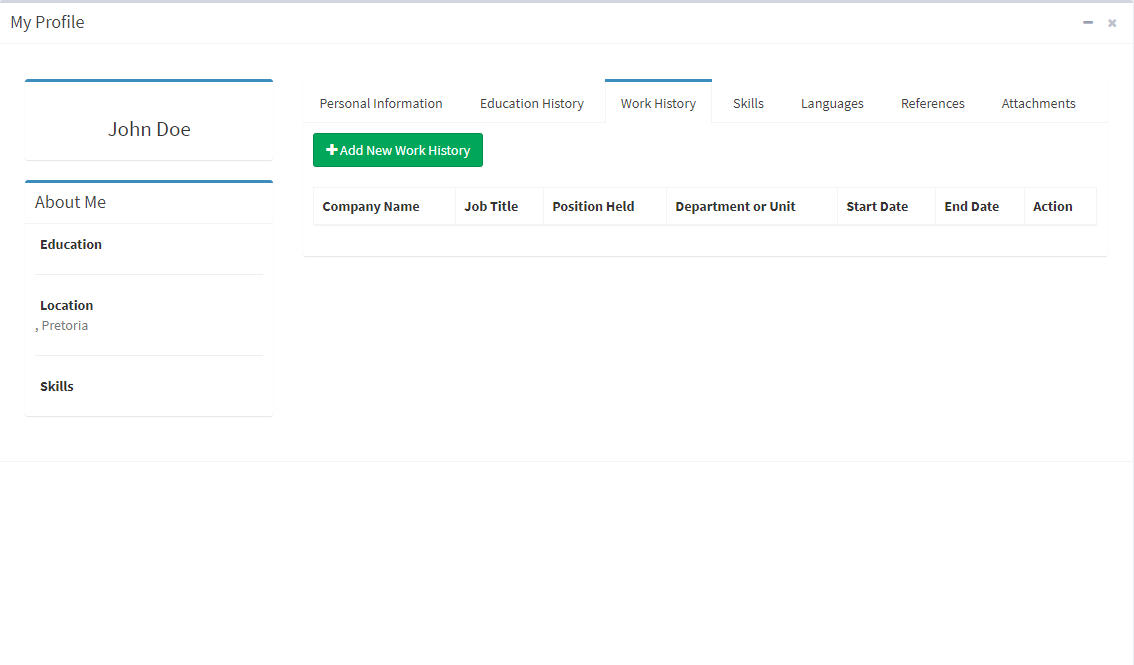 My Profile
John Doe
About Me
Education
Location
, Pretoria
Skills
Personal Information Education History Work History Skills Languages References Attachments
Add New Work History
Company Name Job Title Position Held Department or Unit Start Date End Date Action